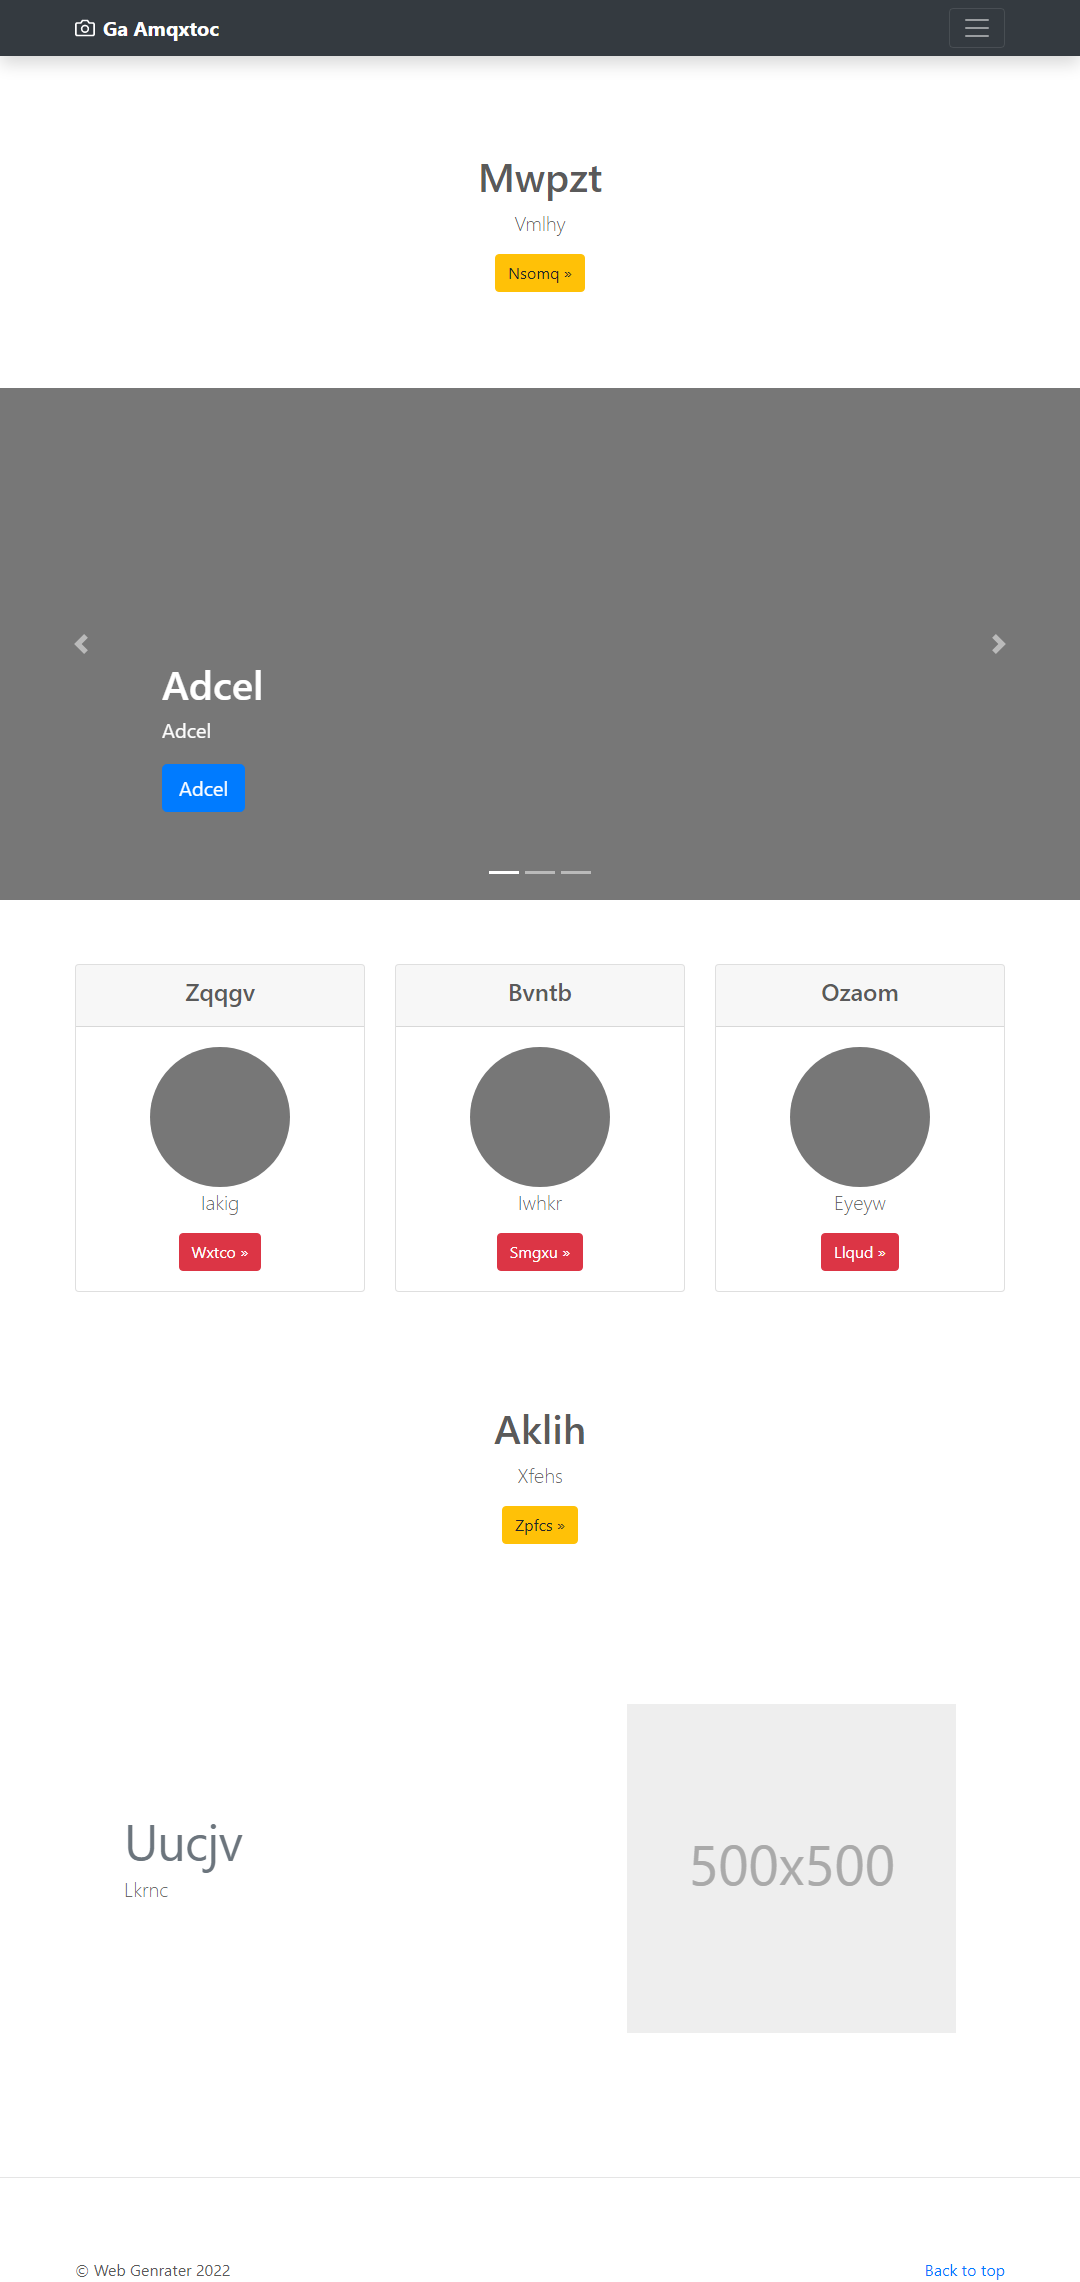 Ga Amqxtoc
Mwpzt
Vmlhy
Nsomq »
Adcel
Adcel
Adcel
Zqqgv
Bvntb
Ozaom
Iakig
Iwhkr
Eyeyw
Wxtco »
Smgxu »
Llqud »
Aklih
Xfehs
Zpfcs »
Uucjv
Lkrnc
500x500
© Web Genrater 2022
Back to top